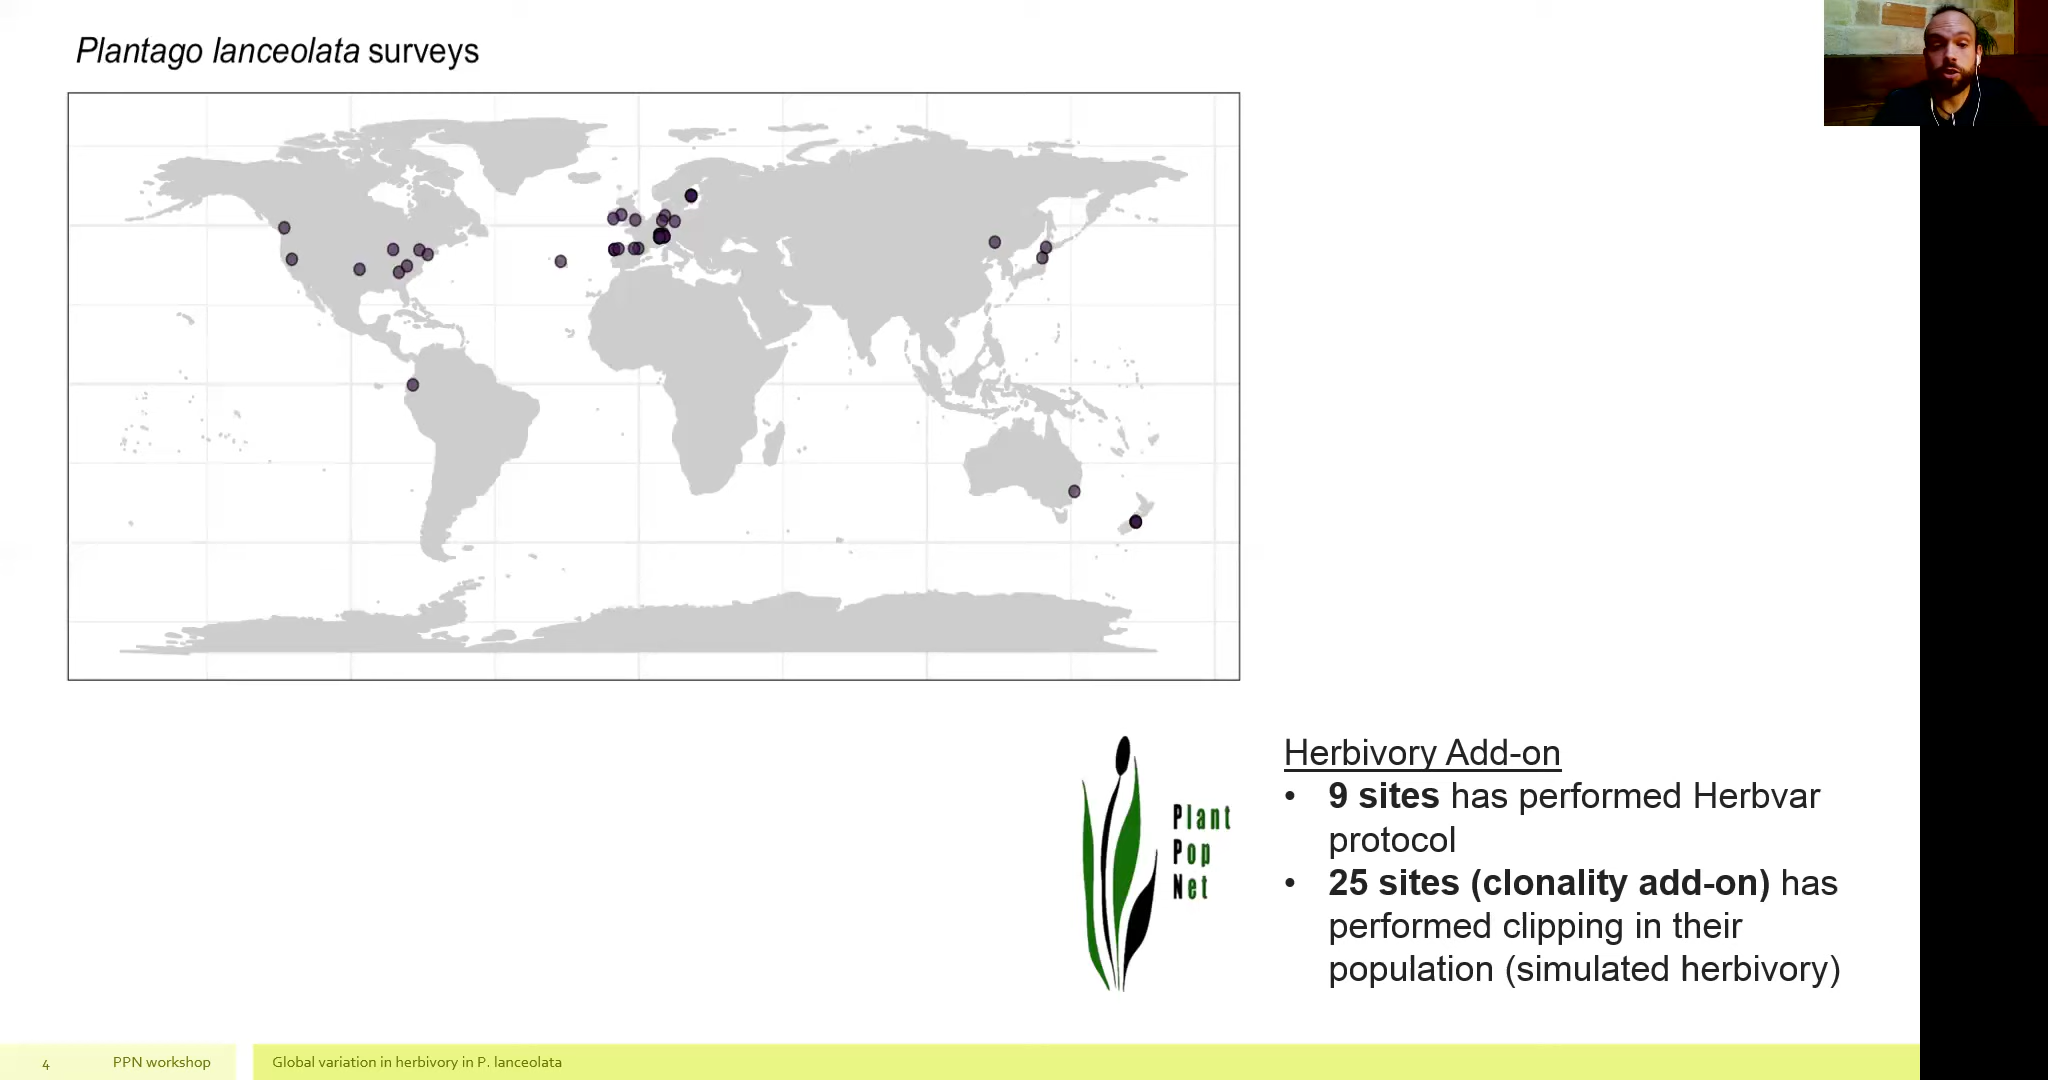 Plantago lanceolata surveys
Plant
Pop
Net
Herbivory Add-on
• 9 sites has performed Herbvar
protocol
• 25 sites (clonality add-on) has
performed clipping in their
population (simulated herbivory)
4 PPN workshop Global variation in herbivory in P. lanceolata